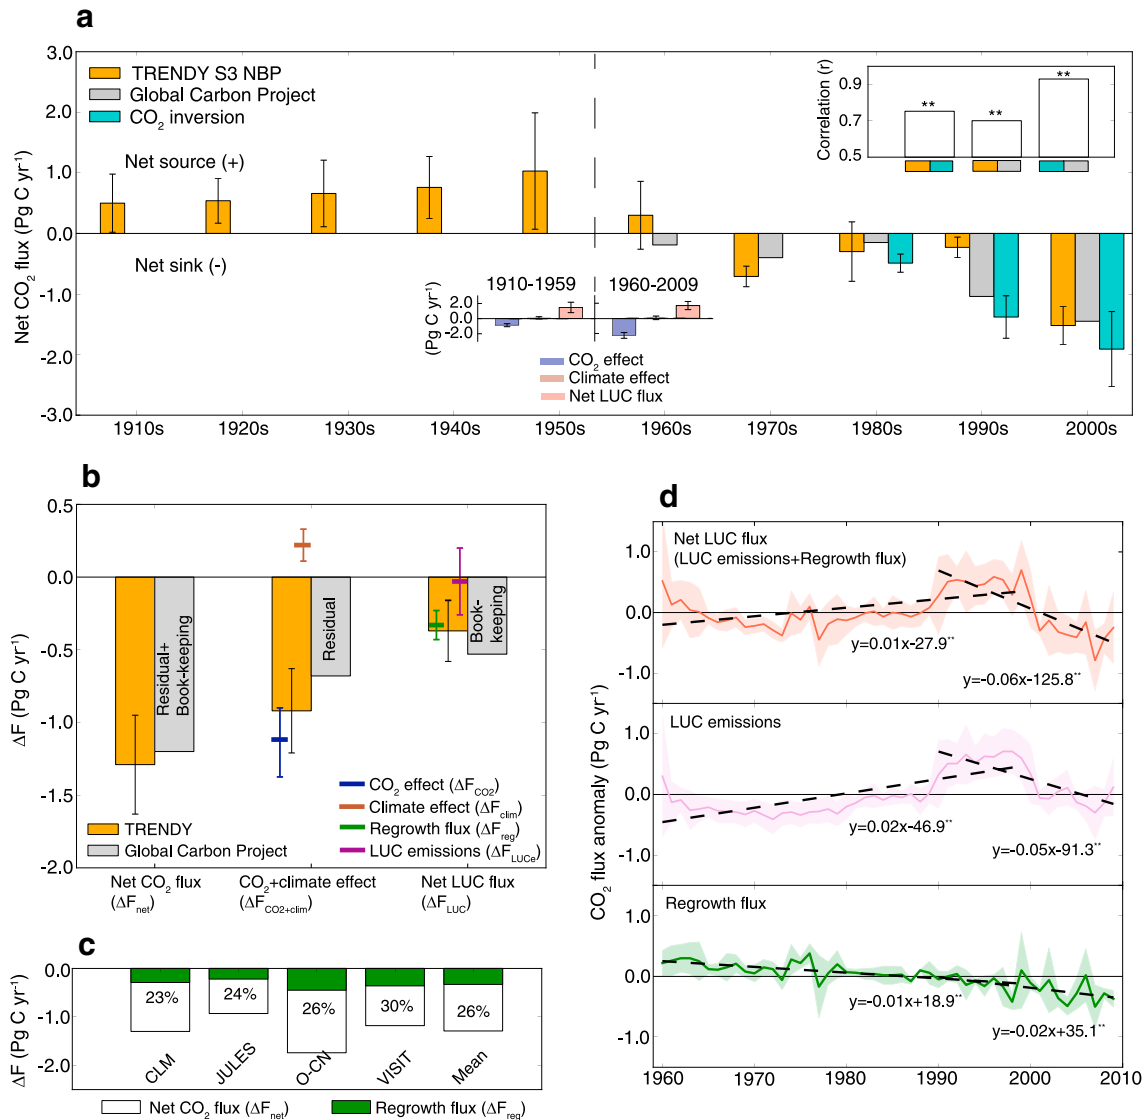 a
3.0
2.0
1.0
0.0
-1.0
-2.0
-3.0
Net CO2 flux (Pg C yr-1)
TRENDY S3 NBP
Global Carbon Project
CO2 inversion
Net source (+)
Net sink (-)
Correlation (r)
0.9
0.7
0.5
**
**
**
1910-1959
1960-2009
(Pg C yr-1)
2.0
0.0
-2.0
CO2 effect
Climate effect
Net LUC flux
1910s
1920s
1930s
1940s
1950s
1960s
1970s
1980s
1990s
2000s
b
0.5
0.0
-0.5
-1.0
-1.5
-2.0
ΔF (Pg C yr-1)
Residual+
Book-keeping
Residual
Book-
keeping
CO2 effect (ΔFCO2)
Climate effect (ΔFclim)
Regrowth flux (ΔFreg)
LUC emissions (ΔFLUCe)
TRENDY
Global Carbon Project
Net CO2 flux
(ΔFnet)
CO2+climate effect
(ΔFCO2+clim)
Net LUC flux
(ΔFLUC)
c
0.0
-1.0
-2.0
ΔF (Pg C yr-1)
23%
24%
26%
30%
26%
CLM
JULES
O-CN
VISIT
Mean
Net CO2 flux (ΔFnet)
Regrowth flux (ΔFreg)
d
CO2 flux anomaly (Pg C yr-1)
Net LUC flux
(LUC emissions+Regrowth flux)
1.0
0.0
-1.0
y=0.01x-27.9**
y=-0.06x-125.8**
LUC emissions
1.0
0.0
-1.0
y=0.02x-46.9**
y=-0.05x-91.3**
Regrowth flux
1.0
0.0
-1.0
y=-0.01x+18.9**
y=-0.02x+35.1**
1960
1970
1980
1990
2000
2010